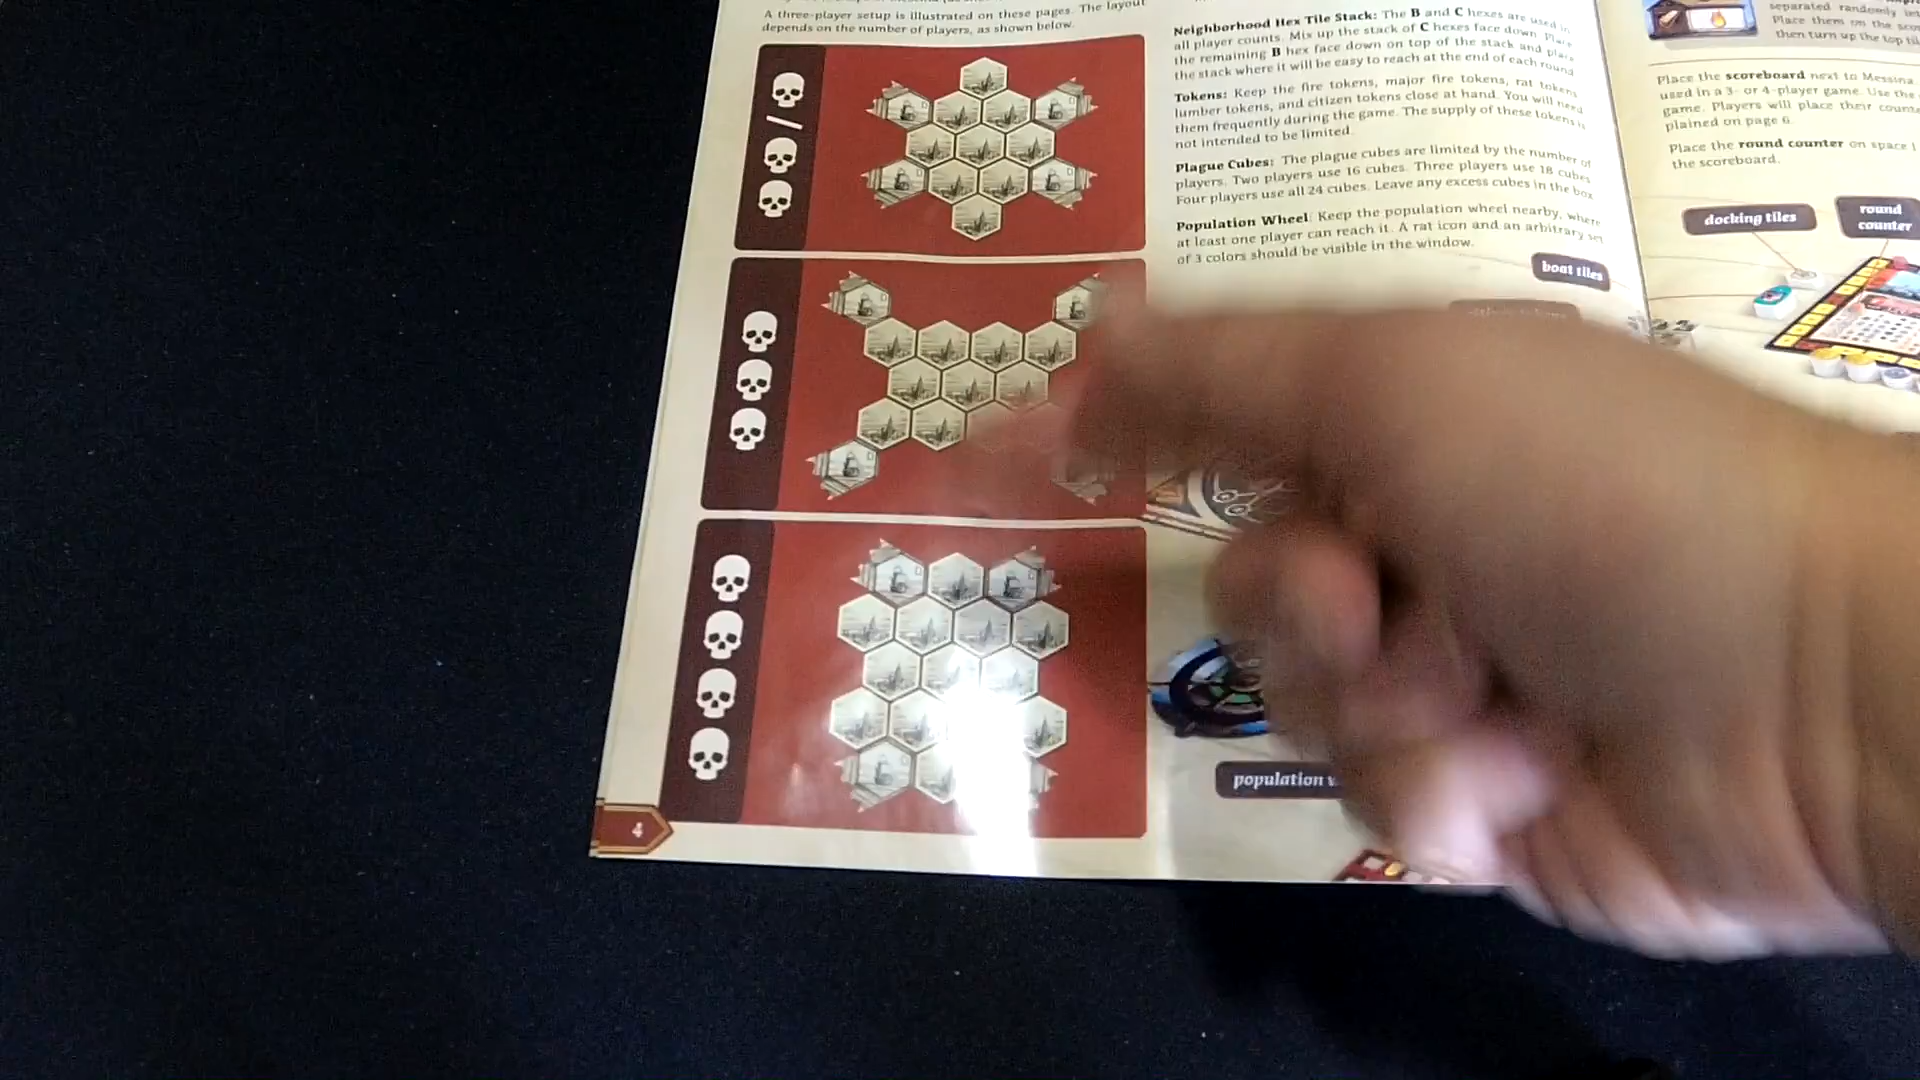 A three-player setup is illustrated on these pages. The layout
depends on the number of players, as shown below.
Neighborhood Hex Tile Stack: The B and C hexes are used in
all player counts. Mix up the stack of C hexes face down. Place
the remaining B hex face down on top of the stack and place
the stack where it will be easy to reach at the end of each round
Tokens: Keep the fire tokens, major fire tokens, rat tokens
lumber tokens, and citizen tokens close at hand. You will need
them frequently during the game. The supply of these tokens is
not intended to be limited.
Plague Cubes: The plague cubes are limited by the number of
players. Two players use 16 cubes. Three players use 18 cubes
Four players use all 24 cubes. Leave any excess cubes in the box
Population Wheel: Keep the population wheel nearby, where
at least one player can reach it. A rat icon and an arbitrary set
of 3 colors should be visible in the window.
boat tiles
population
4
separated randomly
Place them on the
then turn up the top
Place the scoreboard next to Messina
used in a 3- or 4-player game. Use the
game. Players will place their
plained on page 6.
Place the round counter on space 1
the scoreboard.
docking tiles
round
counter